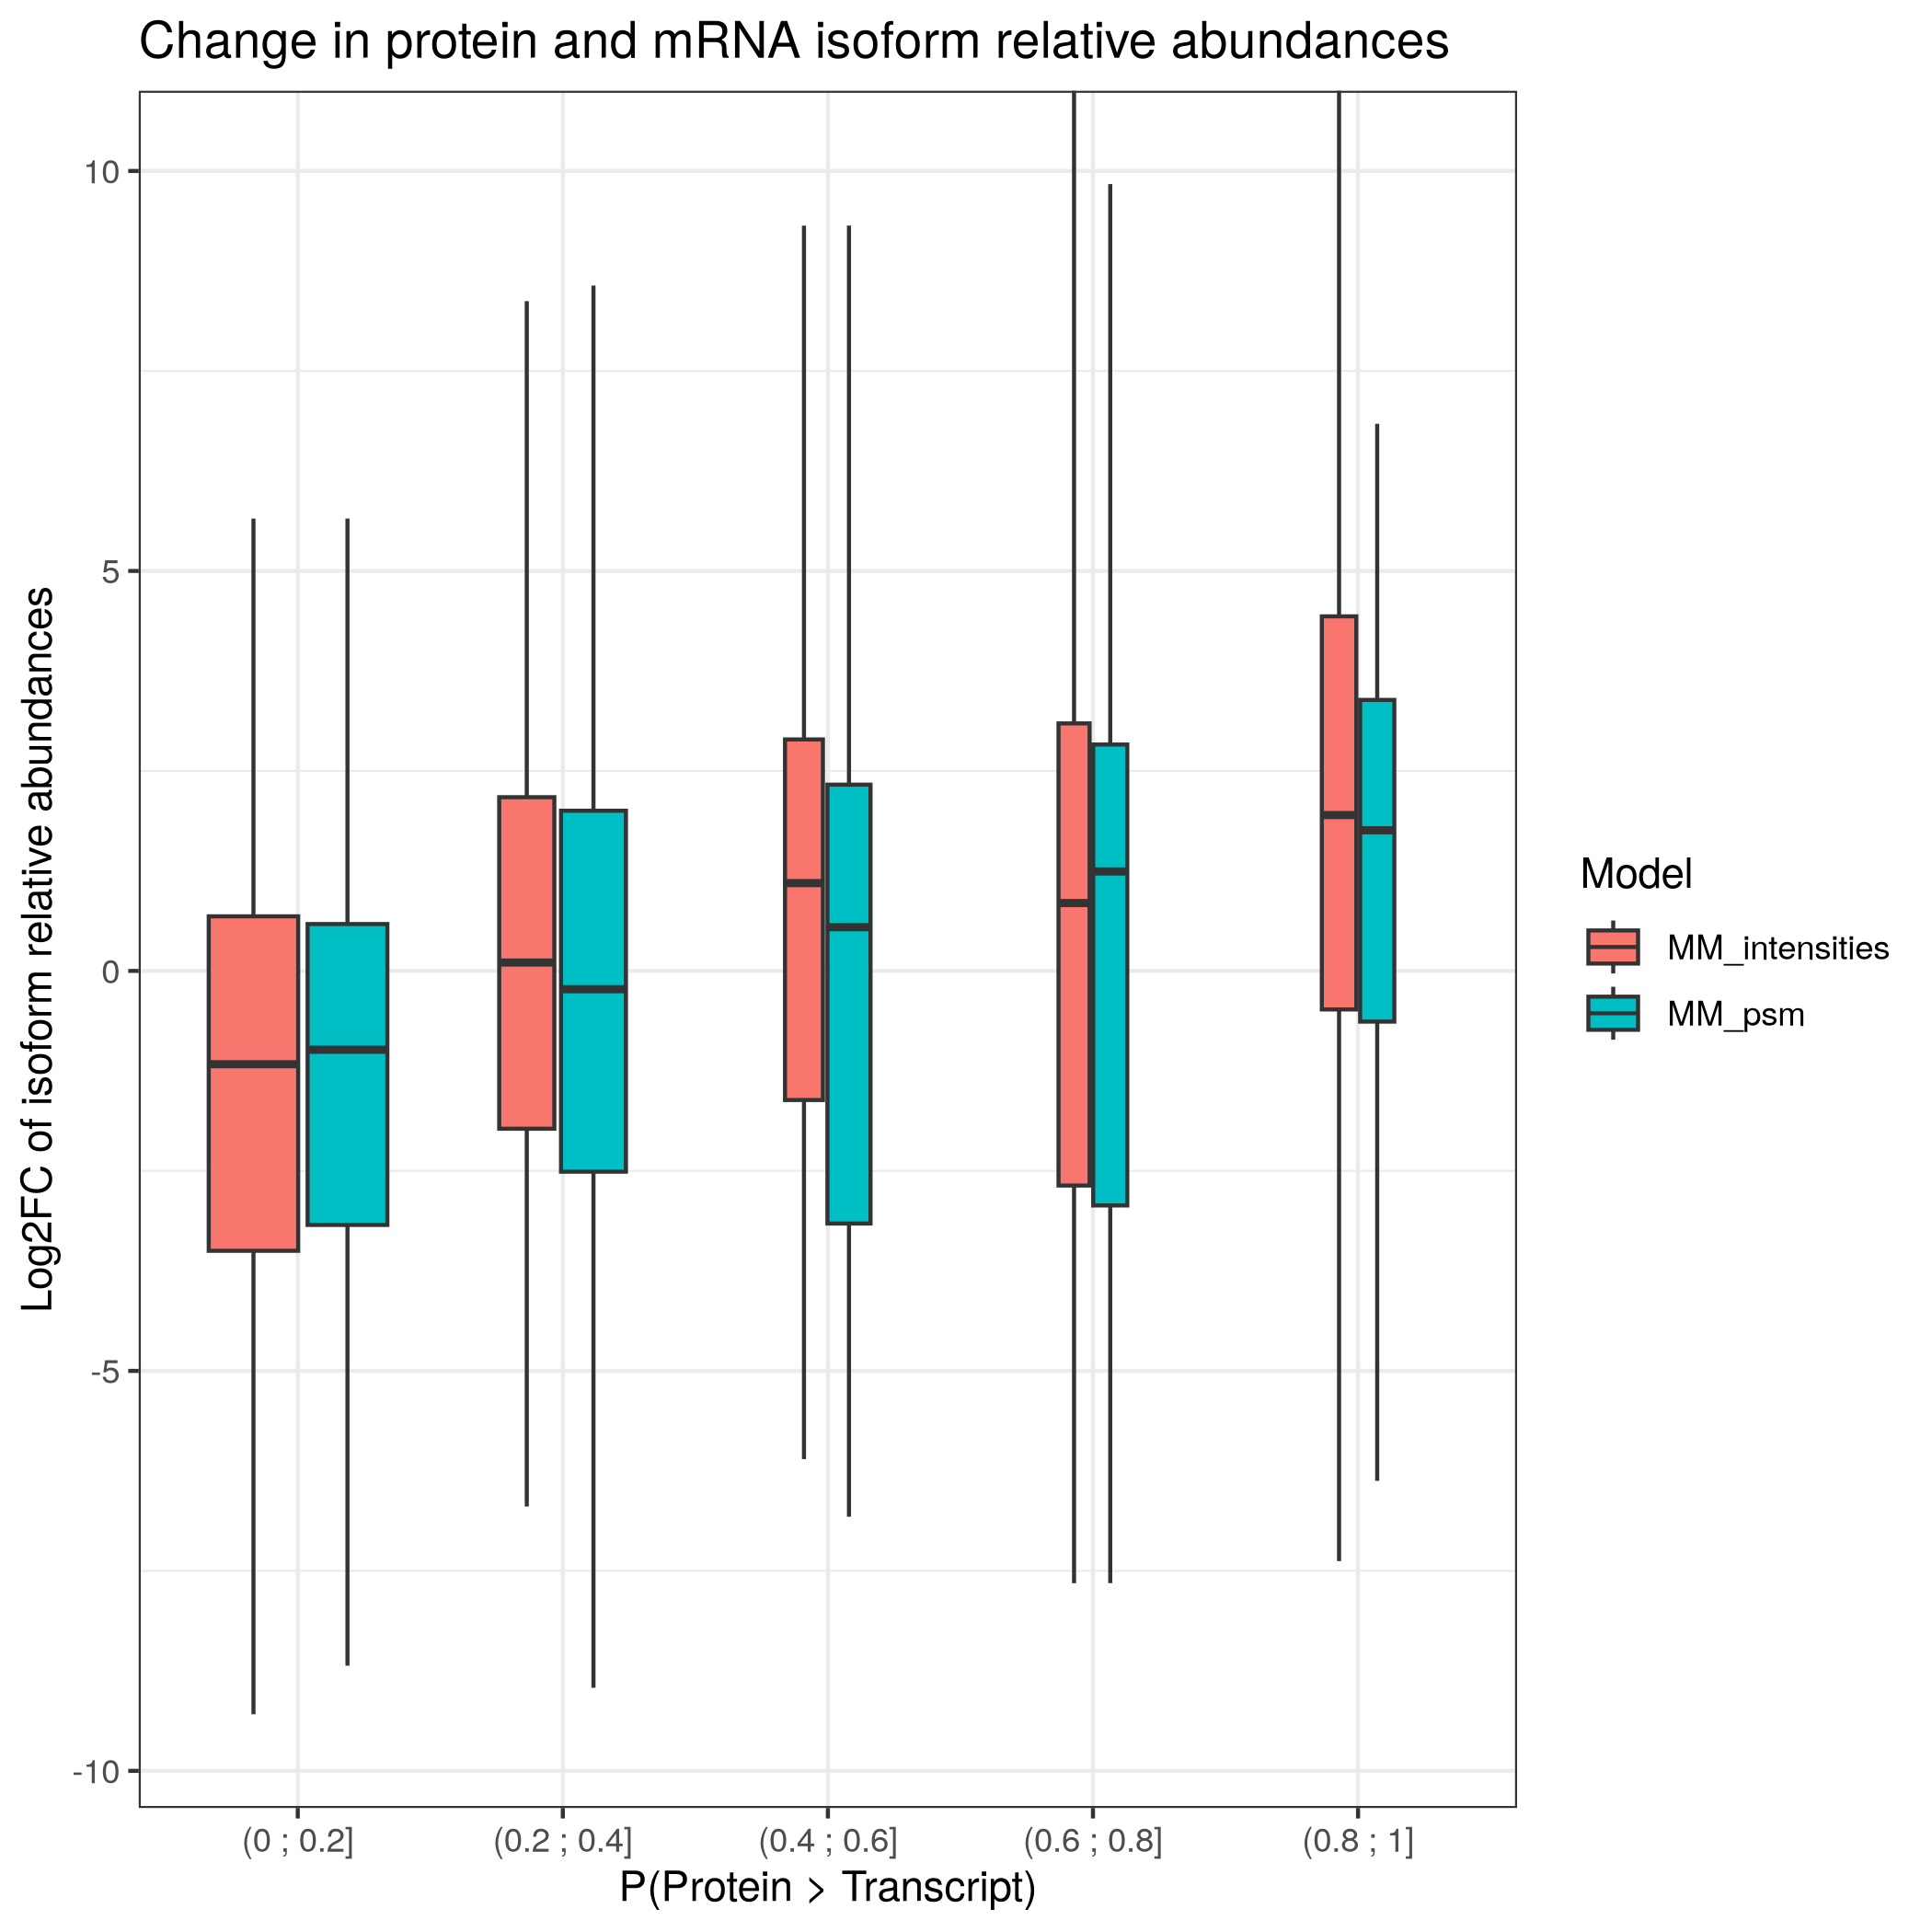 Change in protein and mRNA isoform relative abundances
Log2FC of isoform relative abundances
10
5
0
-5
-10
(0 ; 0.2]
(0.2 ; 0.4]
(0.4 ; 0.6]
(0.6 ; 0.8]
(0.8 ; 1]
P(Protein > Transcript)
Model
MM_intensities
MM_psm